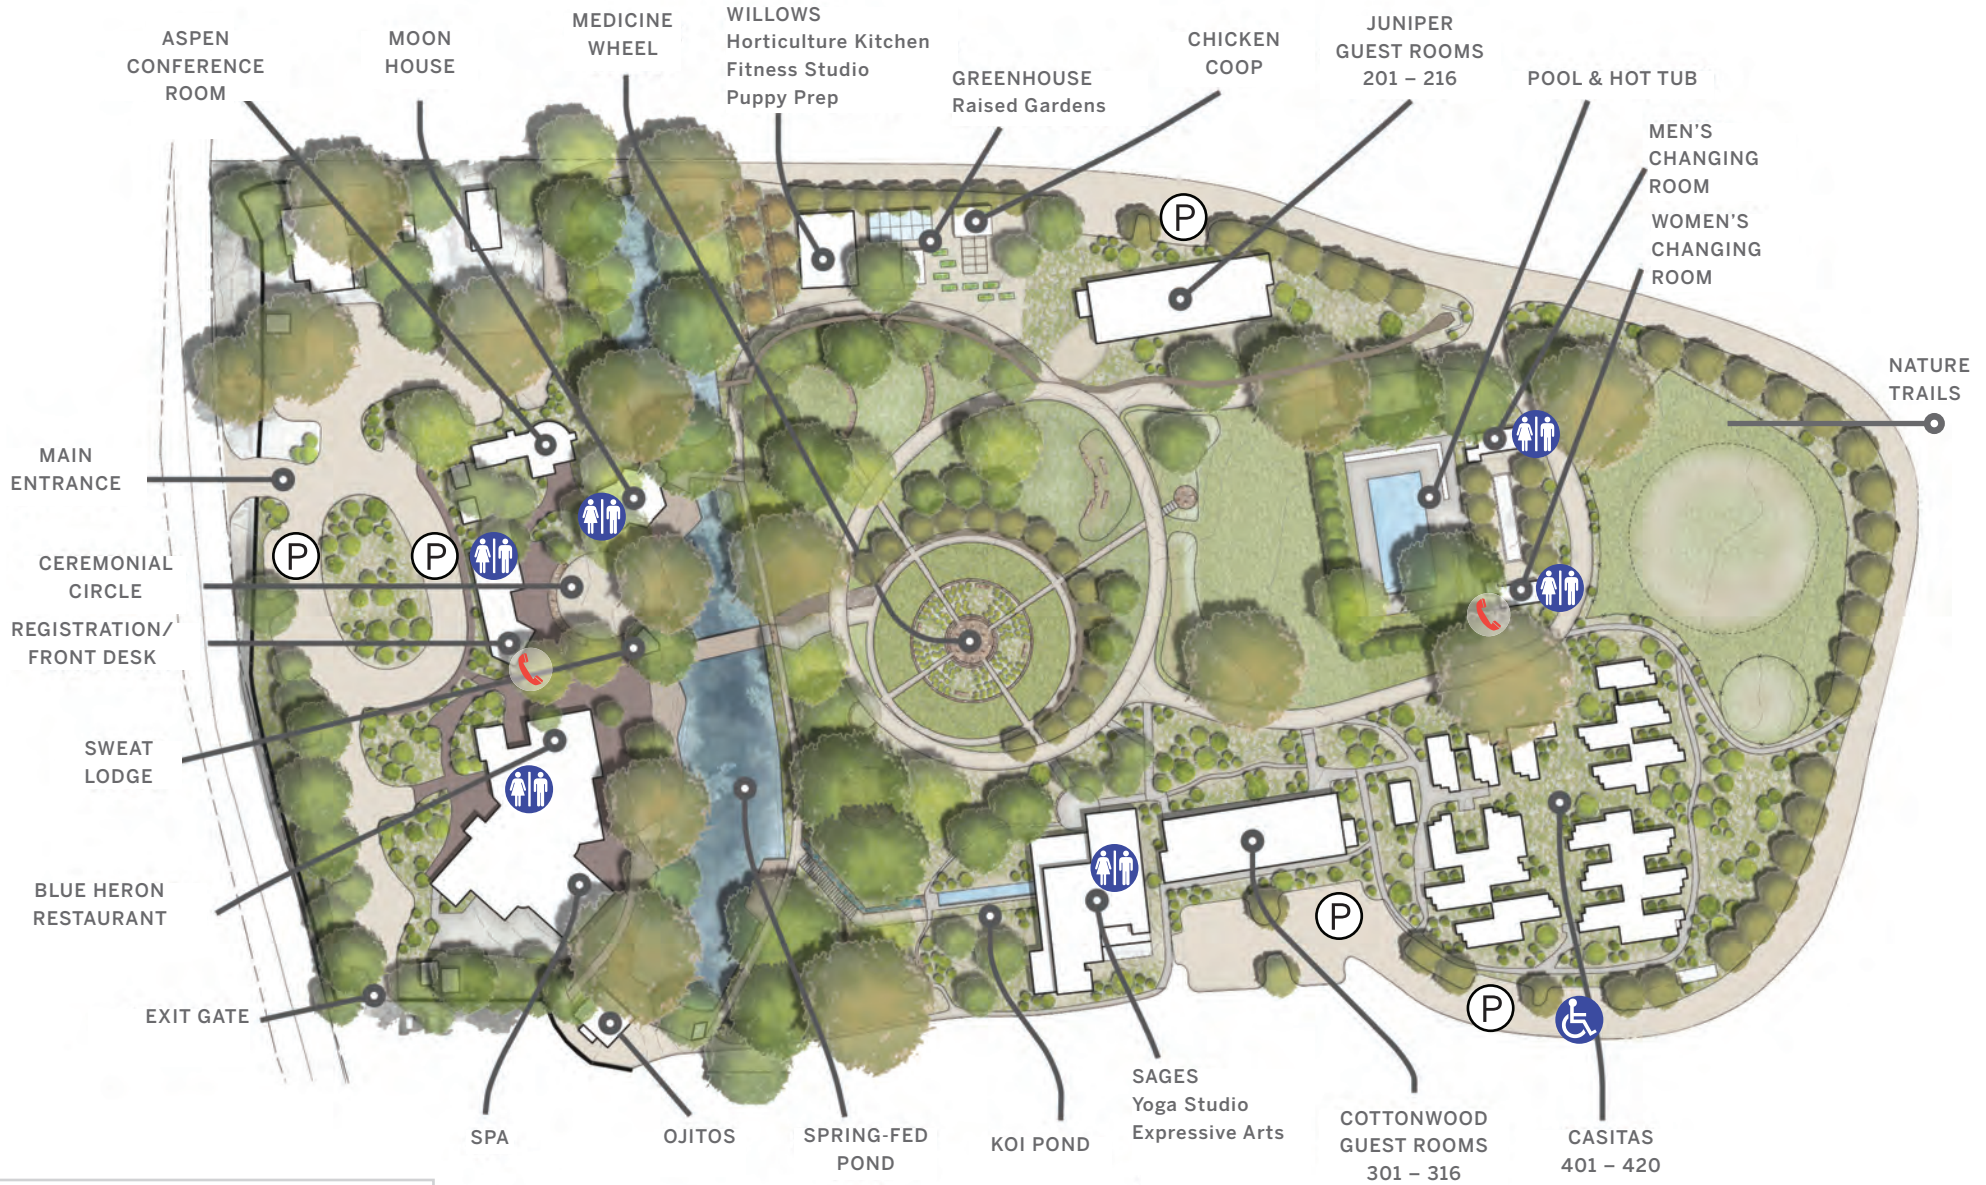 ASPEN
CONFERENCE
ROOM
MOON
HOUSE
MEDICINE
WHEEL
WILLOWS
Horticulture Kitchen
Fitness Studio
Puppy Prep
GREENHOUSE
Raised Gardens
CHICKEN
COOP
JUNIPER
GUEST ROOMS
201 – 216
POOL & HOT TUB
MEN'S
CHANGING
ROOM
WOMEN'S
CHANGING
ROOM
NATURE
TRAILS
MAIN
ENTRANCE
CEREMONIAL
CIRCLE
REGISTRATION/
FRONT DESK
SWEAT
LODGE
BLUE HERON
RESTAURANT
EXIT GATE
SPA
OJITOS
SPRING-FED
POND
KOI POND
SAGES
Yoga Studio
Expressive Arts
COTTONWOOD
GUEST ROOMS
301 – 316
CASITAS
401 – 420
P
P
P
P
P